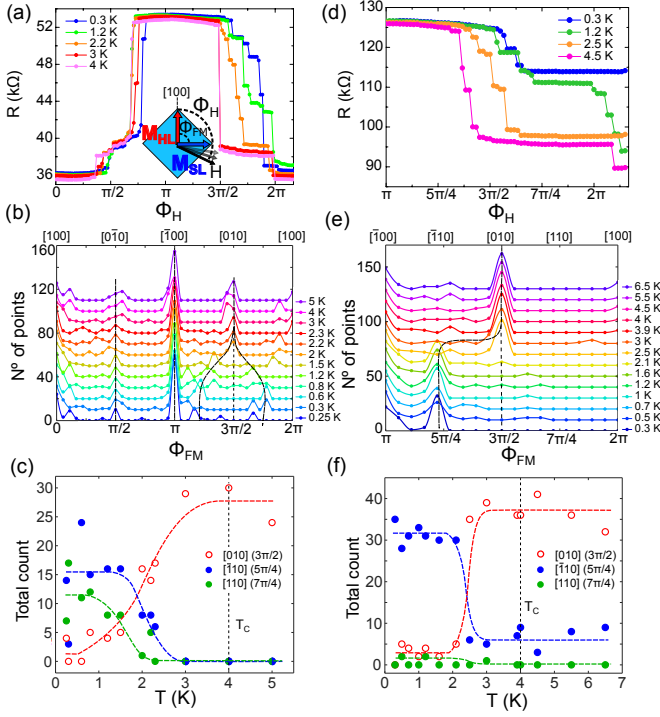 (a)
0.3 K
1.2 K
2.2 K
3 K
4 K
R (kΩ)
54
48
42
36
[100]
Φ_H
Φ_FM
M_HL
M_SL
H
0 π/2 π 3π/2 2π
Φ_H
(b)
[100] [01̄0] [1̄00] [010] [100]
Nº of points
160
120
80
40
0
5 K
4 K
3 K
2.3 K
2.2 K
2 K
1.5 K
1.2 K
0.8 K
0.6 K
0.3 K
0.25 K
0 π/2 π 3π/2 2π
Φ_FM
(c)
Total count
30
20
10
0
[010] (3π/2)
[1̄10] (5π/4)
[110] (7π/4)
T_C
0 1 2 3 4 5
T (K)
(d)
0.3 K
1.2 K
2.5 K
4.5 K
R (kΩ)
130
120
110
100
90
π 5π/4 3π/2 7π/4 2π
Φ_H
(e)
[1̄00] [1̄10] [010] [110] [100]
Nº of points
150
100
50
0
6.5 K
5.5 K
4.5 K
4 K
3.9 K
3 K
2.5 K
2.1 K
1.6 K
1.2 K
1 K
0.7 K
0.5 K
0.3 K
π 5π/4 3π/2 7π/4 2π
Φ_FM
(f)
Total count
40
30
20
10
0
[010] (3π/2)
[1̄10] (5π/4)
[110] (7π/4)
T_C
0 1 2 3 4 5 6 7
T (K)